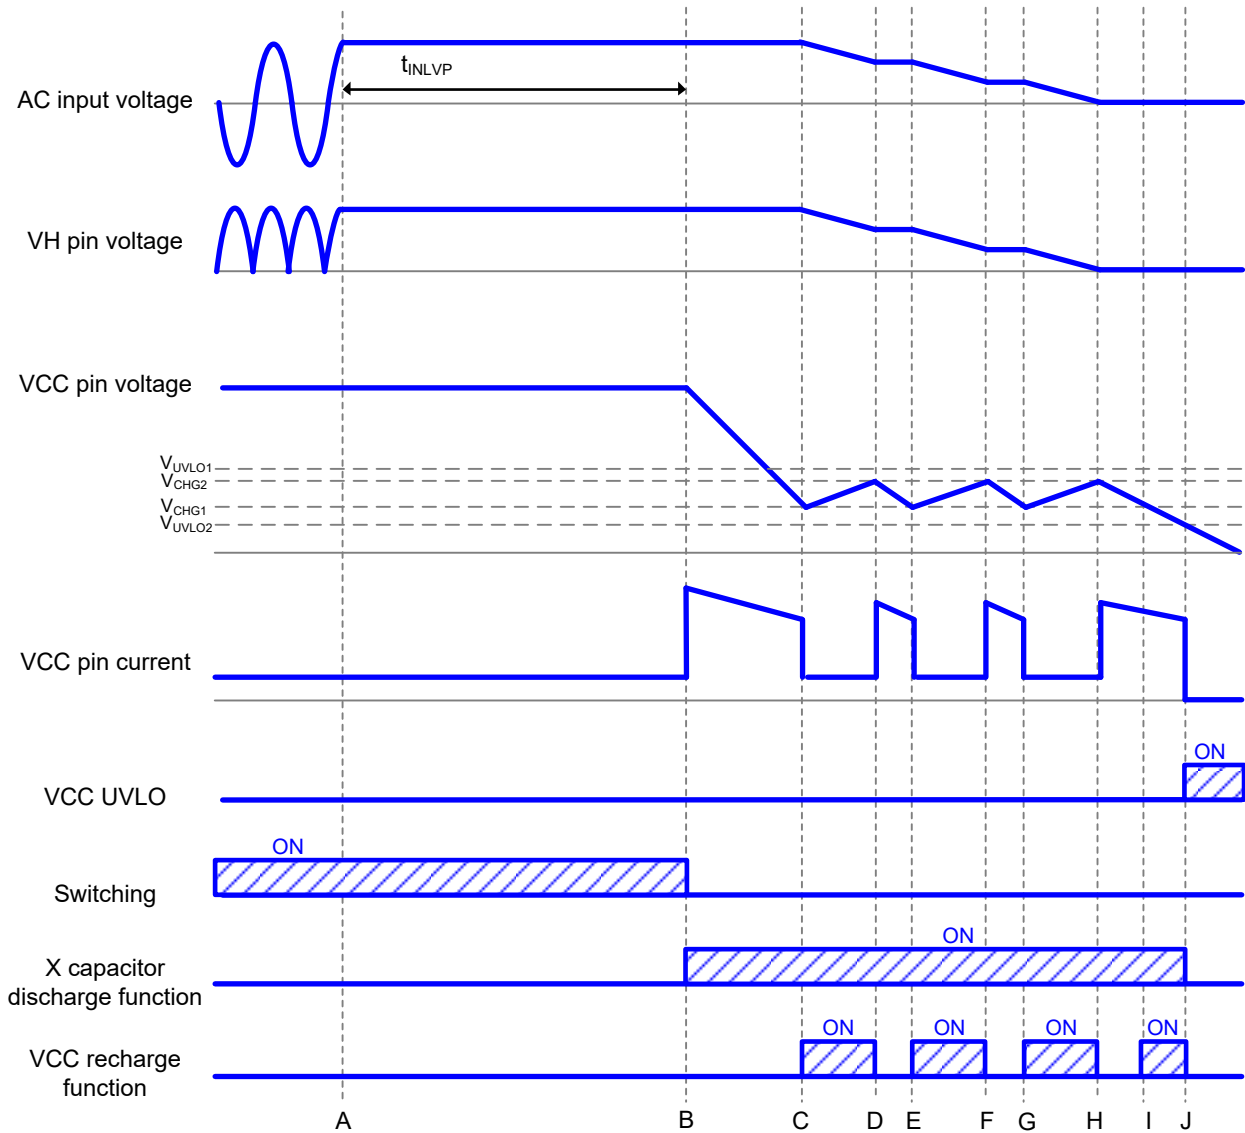 AC input voltage
tINLVP
VH pin voltage
VCC pin voltage
VUVLO1
VCHG2
VCHG1
VUVLO2
VCC pin current
VCC UVLO
ON
Switching
ON
X capacitor
discharge function
ON
VCC recharge
function
ON
ON
ON
ON
A B C D E F G H I J